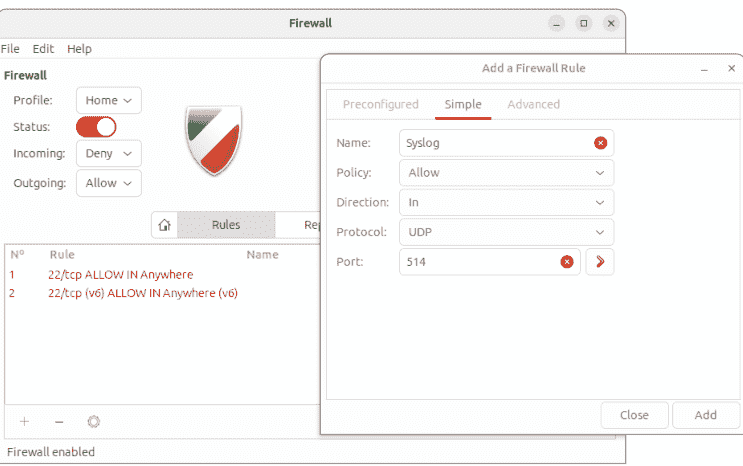 Firewall
File Edit Help
Firewall
Profile: Home
Status:
Incoming: Deny
Outgoing: Allow
Rules
Nº Rule Name
1 22/tcp ALLOW IN Anywhere
2 22/tcp (v6) ALLOW IN Anywhere (v6)
Firewall enabled
Add a Firewall Rule
Preconfigured Simple Advanced
Name: Syslog
Policy: Allow
Direction: In
Protocol: UDP
Port: 514
Close Add